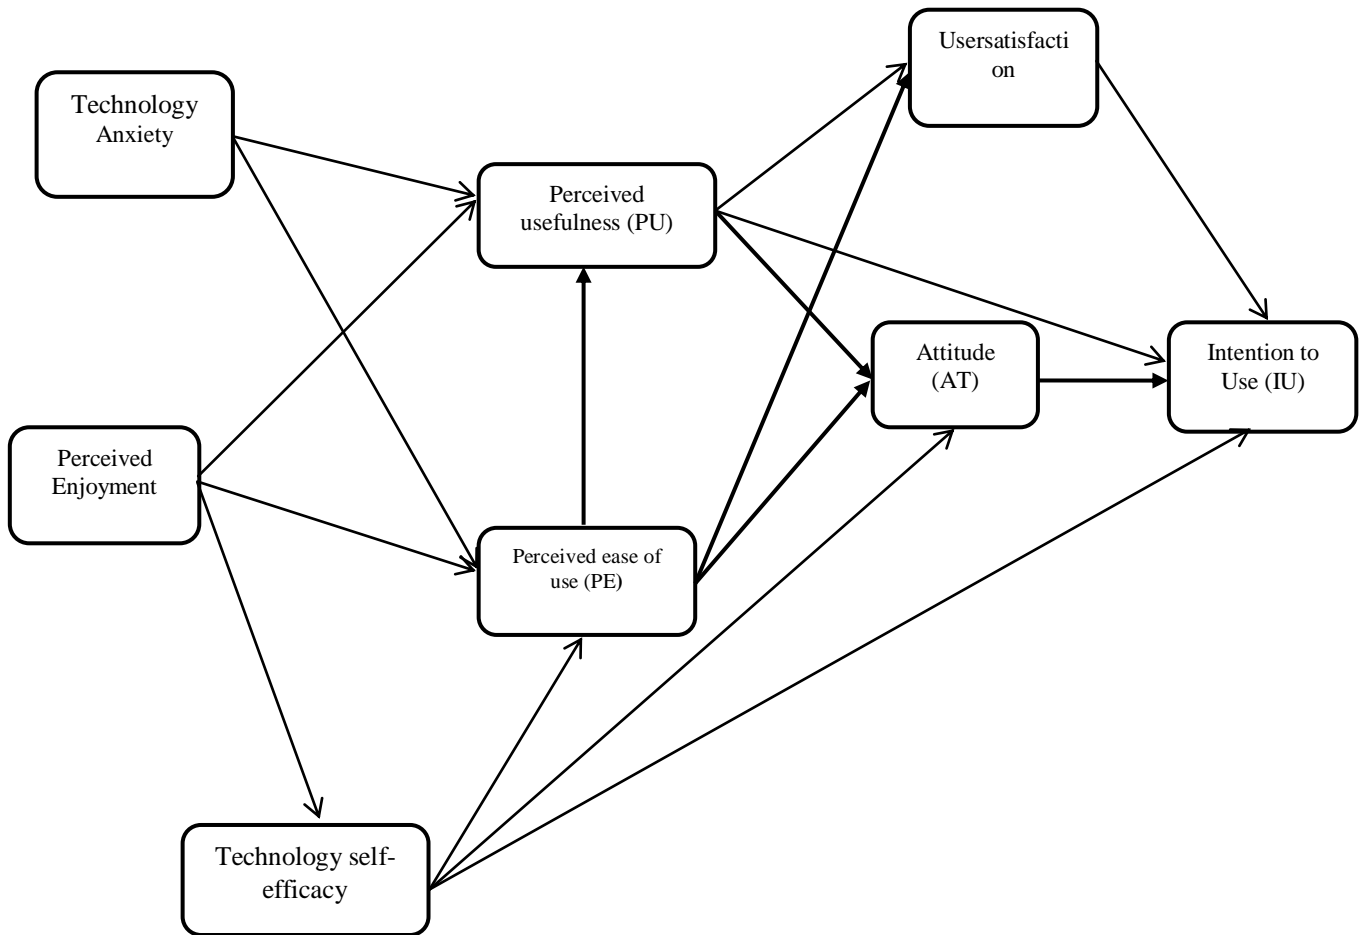 Usersatisfacti
on
Technology
Anxiety
Perceived
usefulness (PU)
Attitude
(AT)
Intention to
Use (IU)
Perceived
Enjoyment
Perceived ease of
use (PE)
Technology self-
efficacy